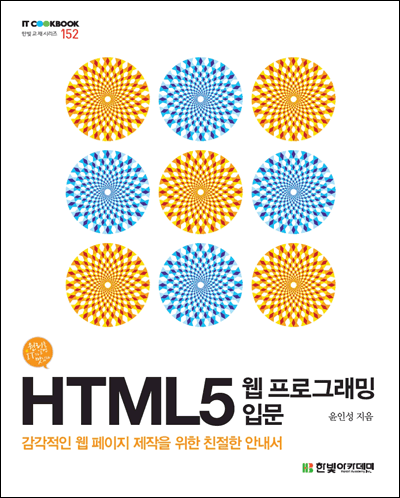 IT COOKBOOK
한빛 교재 시리즈 152
HTML5 웹 프로그래밍
입문
윤인성 지음
감각적인 웹 페이지 제작을 위한 친절한 안내서
한빛아카데미